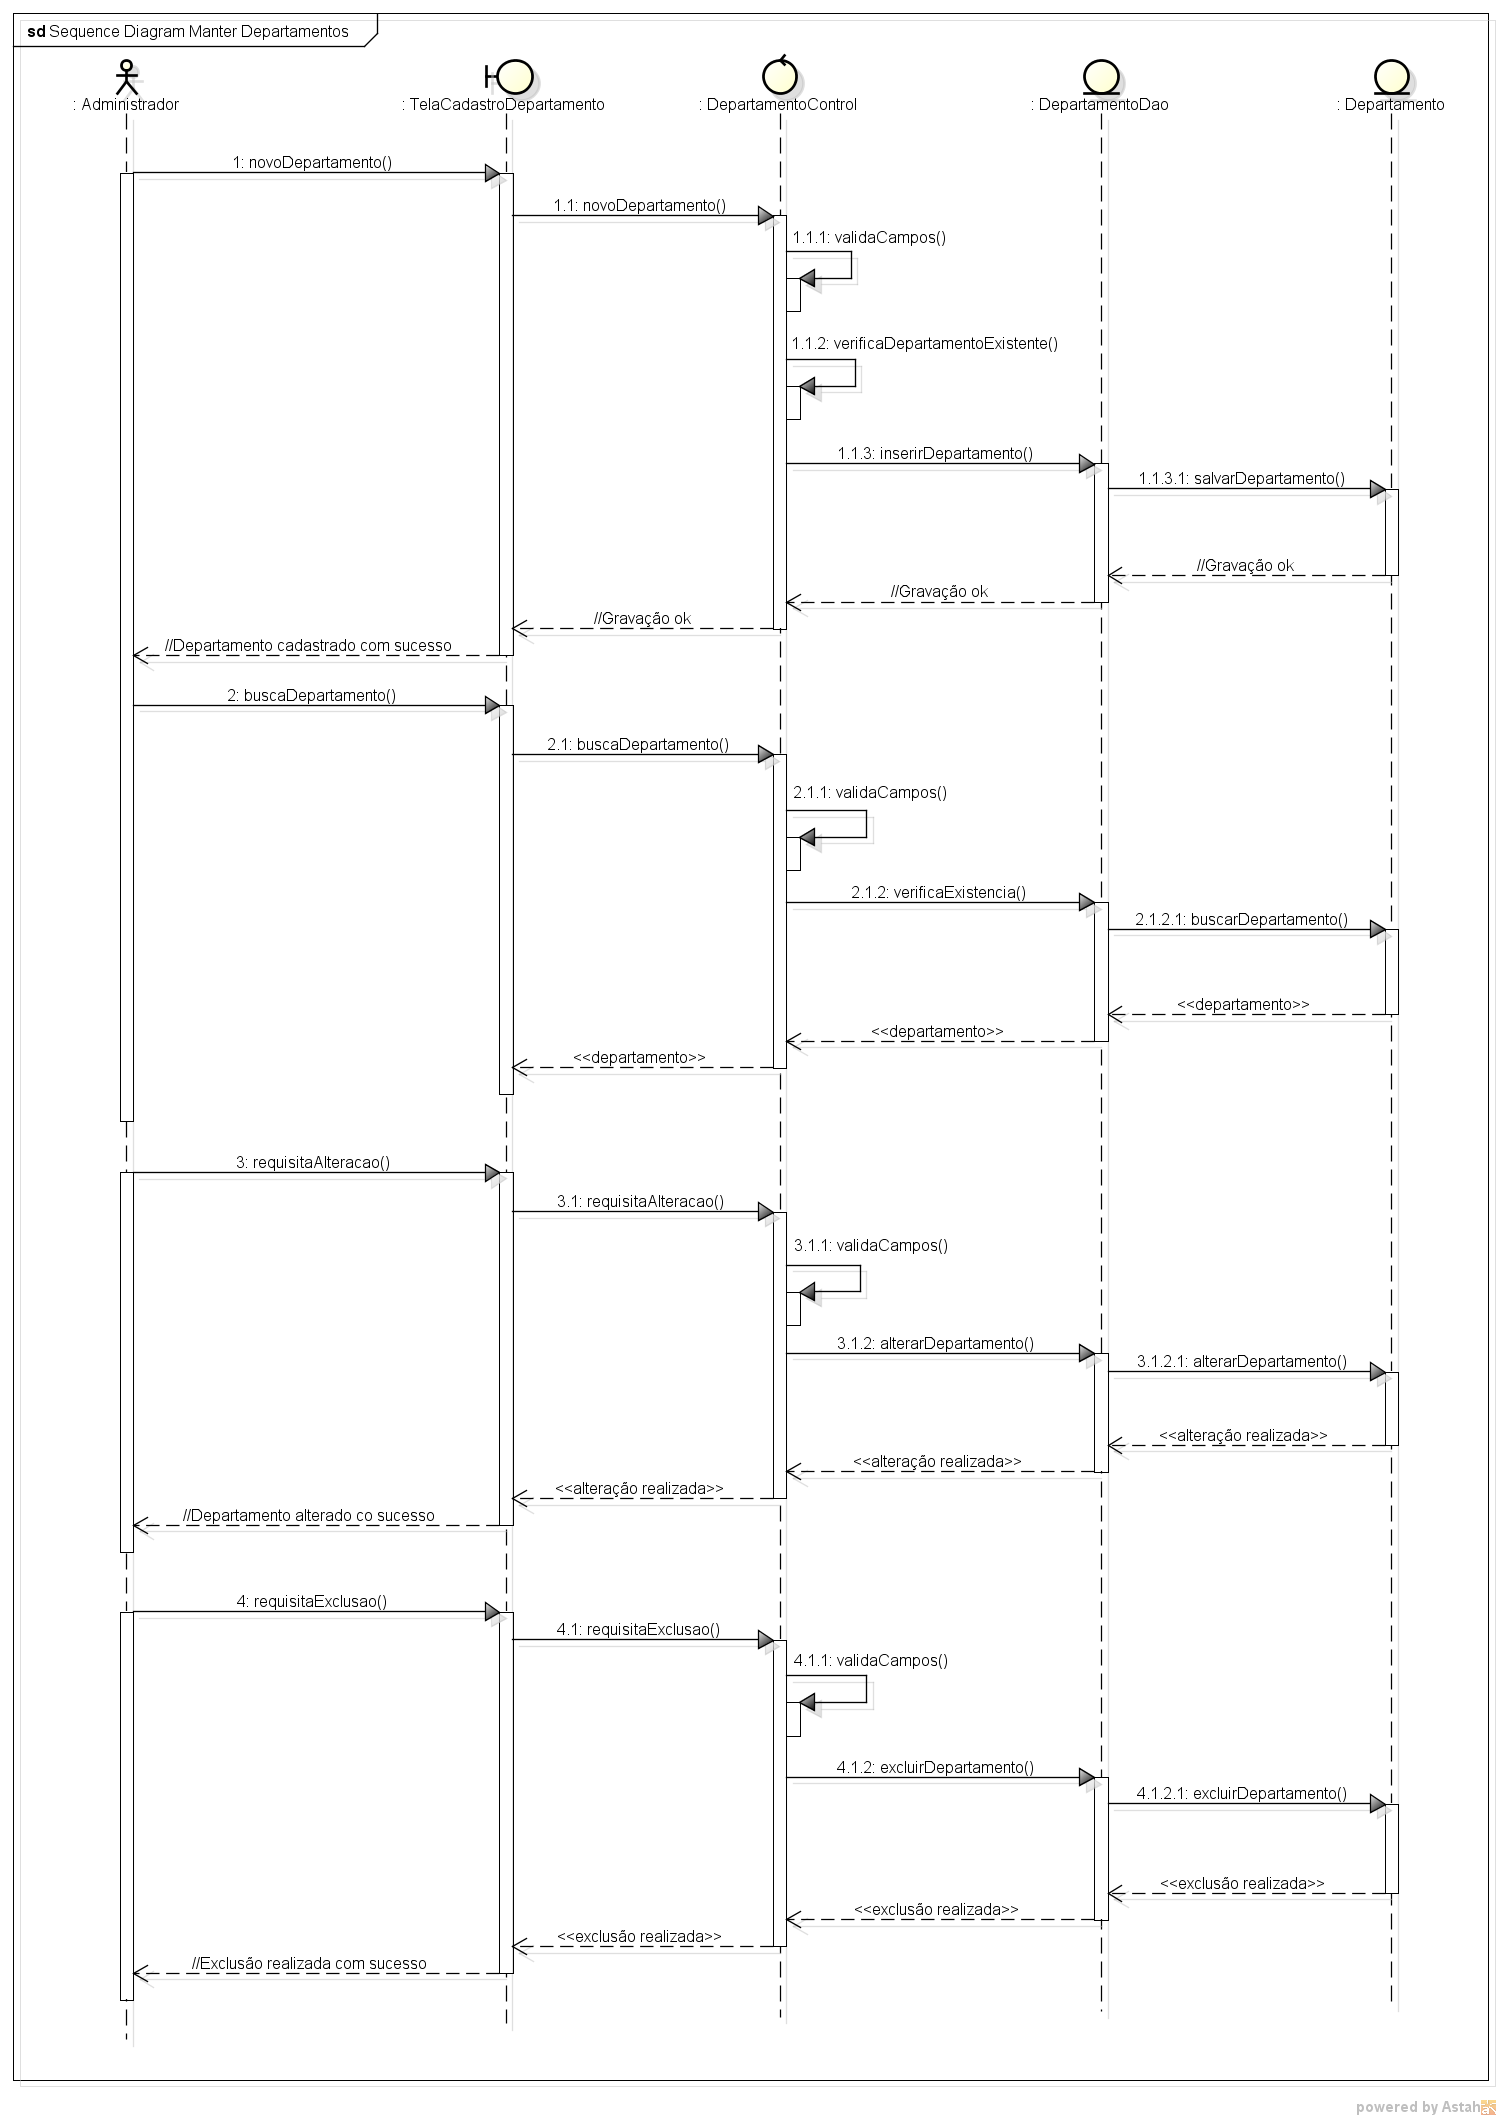 sd Sequence Diagram Manter Departamentos
: Administrador
: TelaCadastroDepartamento
: DepartamentoControl
: DepartamentoDao
: Departamento
1: novoDepartamento()
1.1: novoDepartamento()
1.1.1: validaCampos()
1.1.2: verificaDepartamentoExistente()
1.1.3: inserirDepartamento()
1.1.3.1: salvarDepartamento()
//Gravação ok
//Gravação ok
//Gravação ok
//Departamento cadastrado com sucesso
2: buscaDepartamento()
2.1: buscaDepartamento()
2.1.1: validaCampos()
2.1.2: verificaExistencia()
2.1.2.1: buscarDepartamento()
<<departamento>>
<<departamento>>
<<departamento>>
3: requisitaAlteracao()
3.1: requisitaAlteracao()
3.1.1: validaCampos()
3.1.2: alterarDepartamento()
3.1.2.1: alterarDepartamento()
<<alteração realizada>>
<<alteração realizada>>
<<alteração realizada>>
//Departamento alterado co sucesso
4: requisitaExclusao()
4.1: requisitaExclusao()
4.1.1: validaCampos()
4.1.2: excluirDepartamento()
4.1.2.1: excluirDepartamento()
<<exclusão realizada>>
<<exclusão realizada>>
<<exclusão realizada>>
//Exclusão realizada com sucesso
powered by Astah